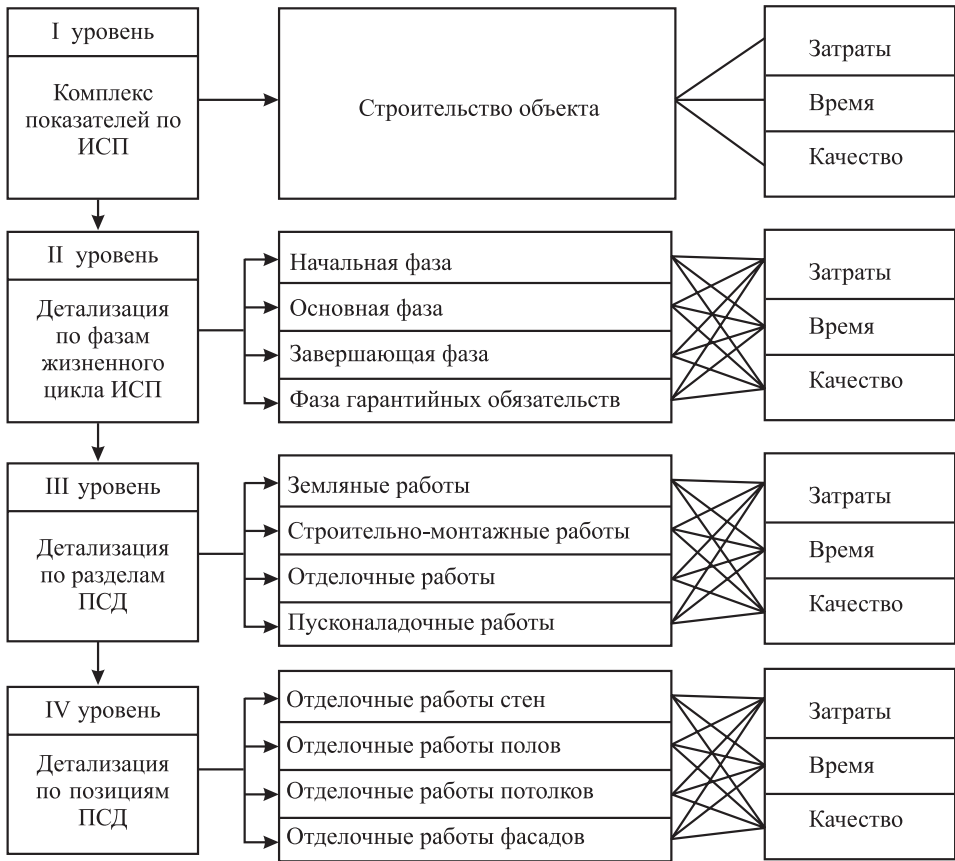 I уровень
Комплекс
показателей по
ИСП
Строительство объекта
Затраты
Время
Качество
II уровень
Детализация
по фазам
жизненного
цикла ИСП
Начальная фаза
Основная фаза
Завершающая фаза
Фаза гарантийных обязательств
Затраты
Время
Качество
III уровень
Детализация
по разделам
ПСД
Земляные работы
Строительно-монтажные работы
Отделочные работы
Пусконаладочные работы
Затраты
Время
Качество
IV уровень
Детализация
по позициям
ПСД
Отделочные работы стен
Отделочные работы полов
Отделочные работы потолков
Отделочные работы фасадов
Затраты
Время
Качество